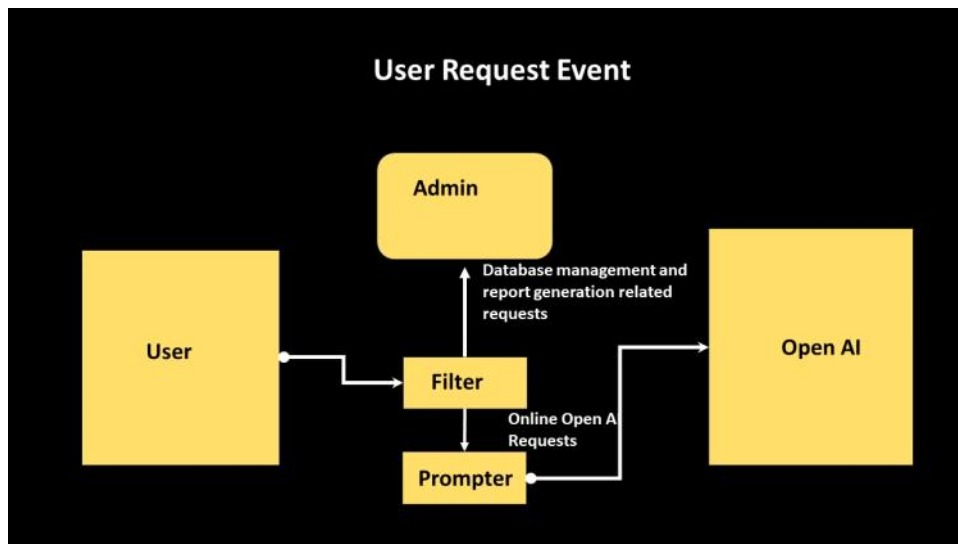 User Request Event
Admin
Database management and
report generation related
requests
User
Open AI
Filter
Online Open AI
Requests
Prompter